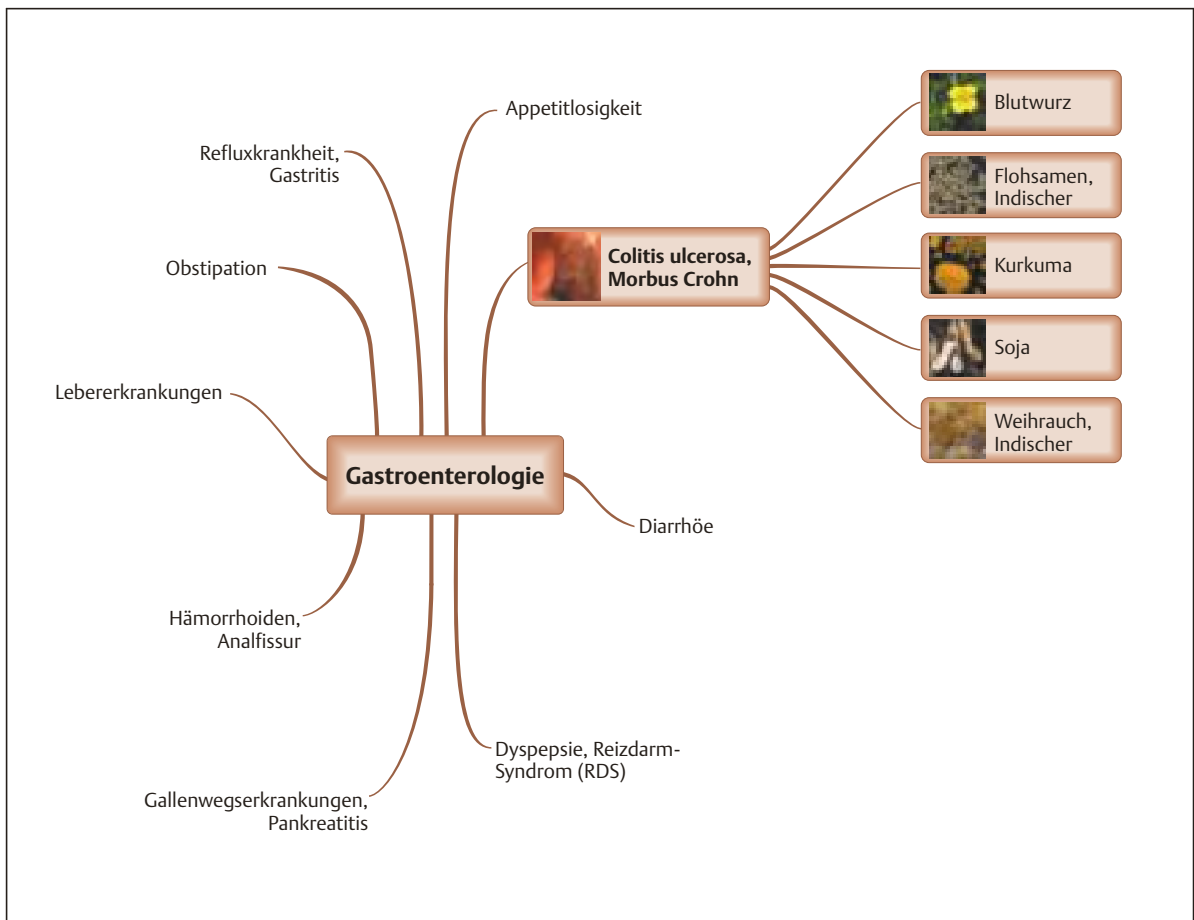 Appetitlosigkeit
Refluxkrankheit,
Gastritis
Obstipation
Lebererkrankungen
Gastroenterologie
Hämorrhoiden,
Analfissur
Gallenwegserkrankungen,
Pankreatitis
Dyspepsie, Reizdarm-
Syndrom (RDS)
Diarrhöe
Colitis ulcerosa,
Morbus Crohn
Blutwurz
Flohsamen,
Indischer
Kurkuma
Soja
Weihrauch,
Indischer